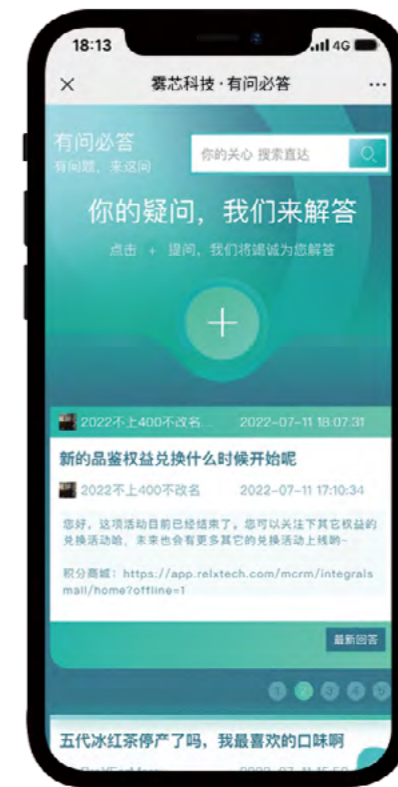 18:13
4G
雾芯科技·有问必答
有问必答
有问题，来这问
你的关心 搜索直达
你的疑问，我们来解答
点击 + 提问，我们将竭诚为您解答
2022不上400不改名... 2022-07-11 18:07:31
新的品鉴权益兑换什么时候开始呢
2022不上400不改名 2022-07-11 17:10:34
您好，这项活动目前已经结束了。您可以关注下其它权益的
兑换活动哈，未来也会有更多其它的兑换活动上线哟~
积分商城：https://app.relxtech.com/mcrm/integrals
mall/home?offline=1
最新回答
1 2 3 4 5
五代冰红茶停产了吗，我最喜欢的口味啊